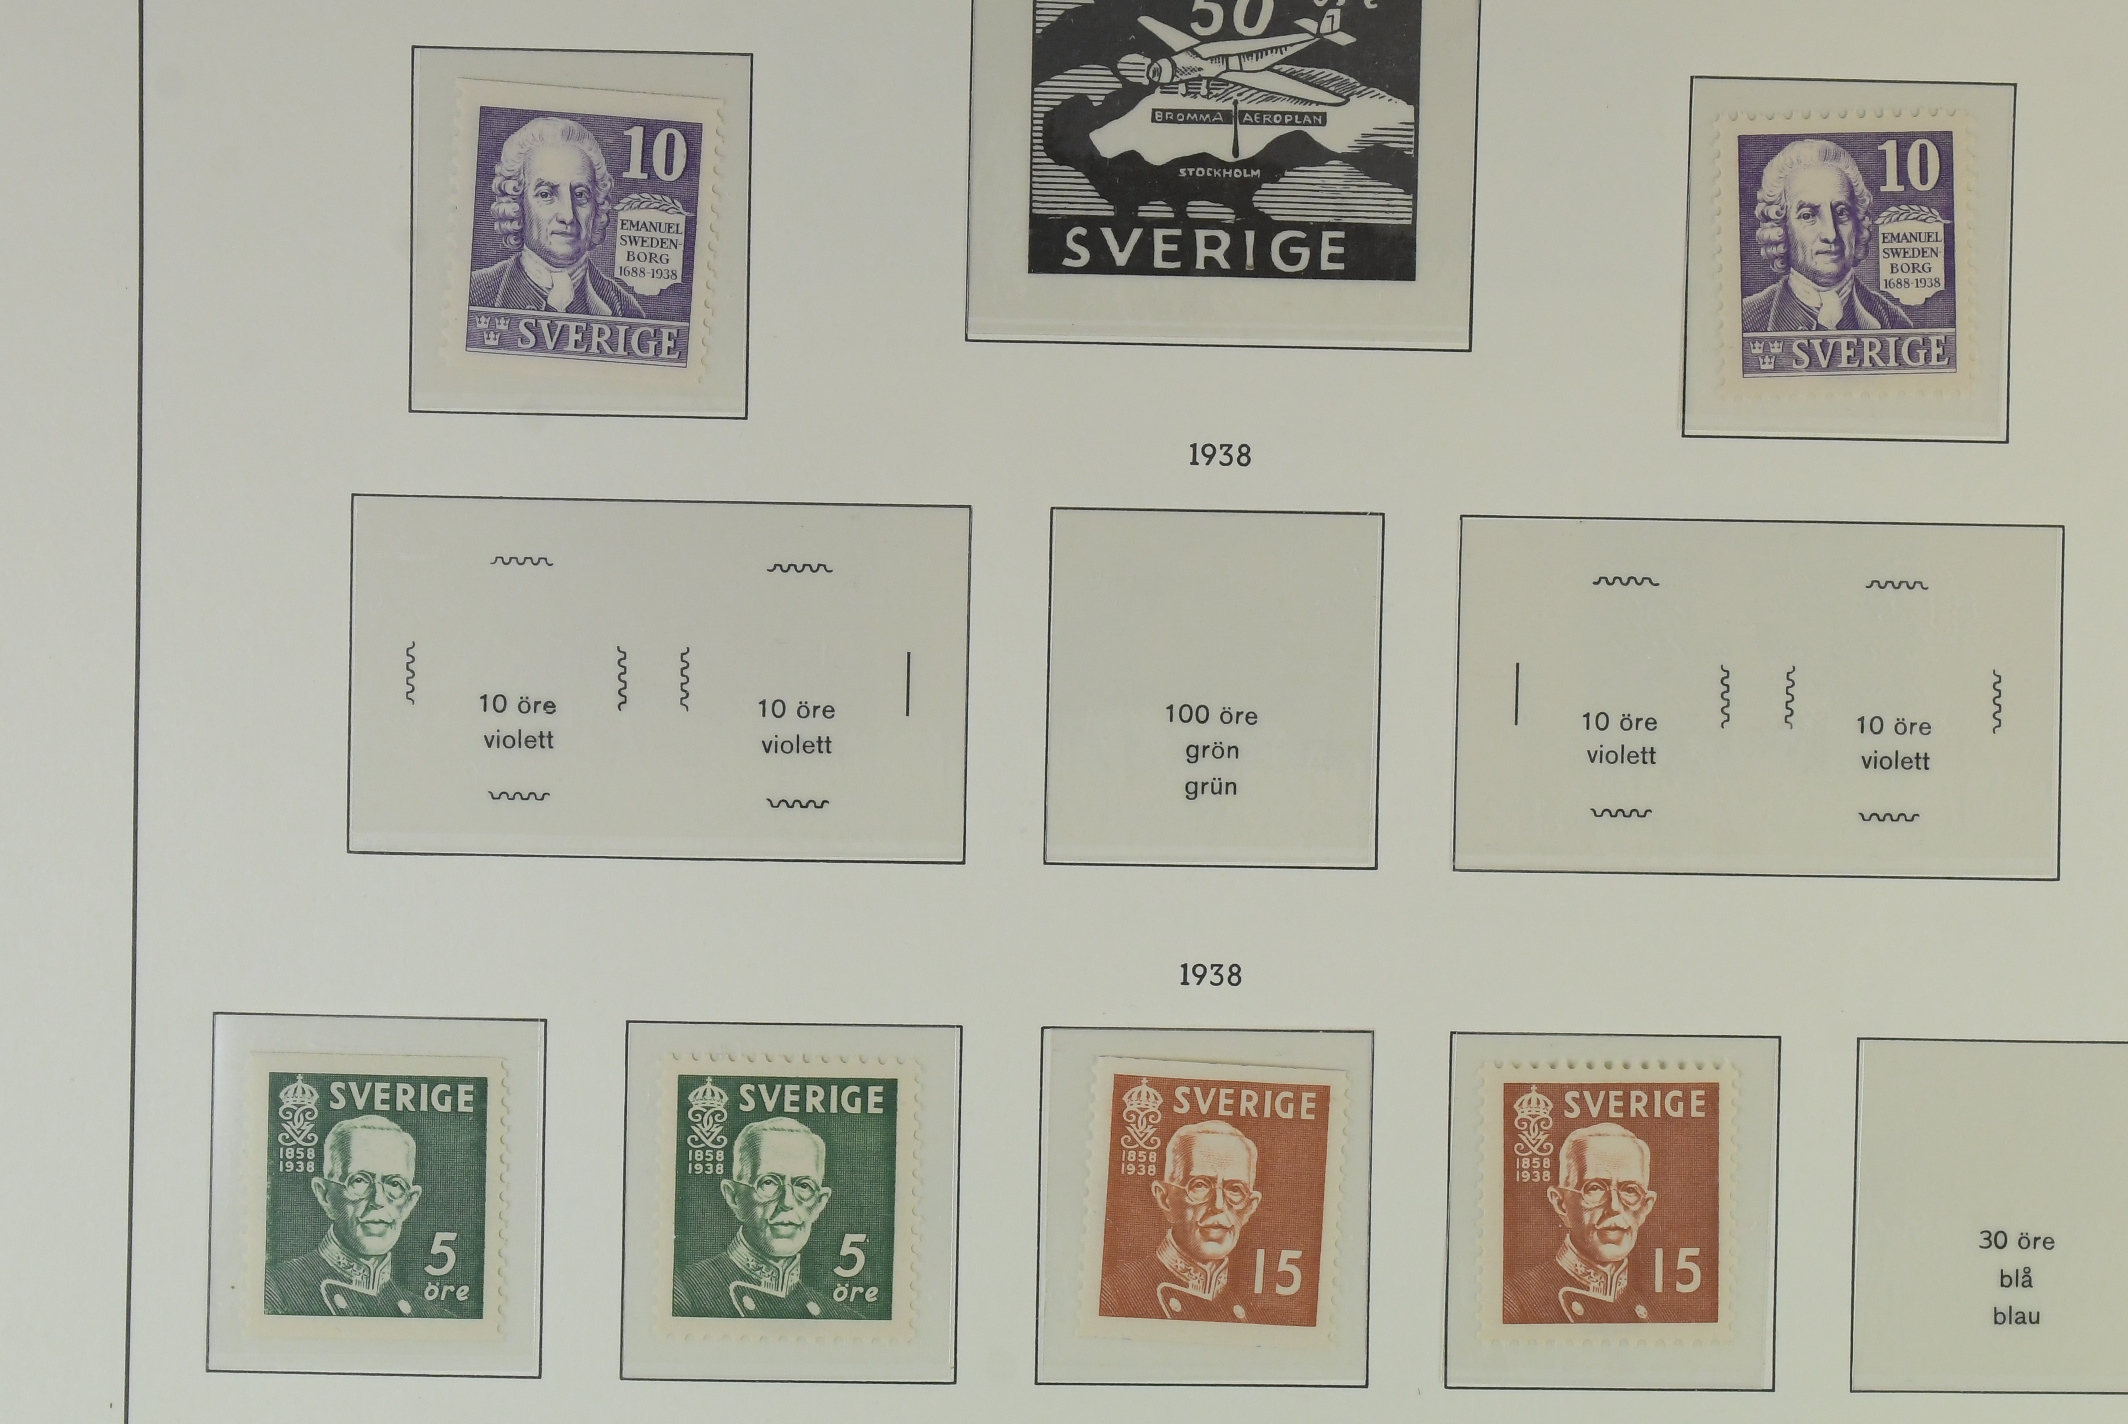 10
EMANUEL
SWEDEN-
BORG
1688-1938
SVERIGE
50
BROMMA AEROPLAN
STOCKHOLM
SVERIGE
10
EMANUEL
SWEDEN-
BORG
1688-1938
SVERIGE
1938
10 öre
violett
10 öre
violett
100 öre
grön
grün
10 öre
violett
10 öre
violett
1938
SVERIGE
1858
1938
5
öre
SVERIGE
1858
1938
5
öre
SVERIGE
1858
1938
15
SVERIGE
1858
1938
15
30 öre
blå
blau